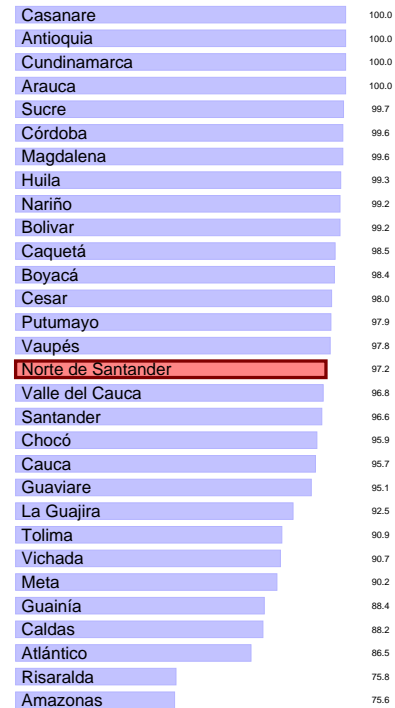 Casanare 100.0
Antioquia 100.0
Cundinamarca 100.0
Arauca 100.0
Sucre 99.7
Córdoba 99.6
Magdalena 99.6
Huila 99.3
Nariño 99.2
Bolivar 99.2
Caquetá 98.5
Boyacá 98.4
Cesar 98.0
Putumayo 97.9
Vaupés 97.8
Norte de Santander 97.2
Valle del Cauca 96.8
Santander 96.6
Chocó 95.9
Cauca 95.7
Guaviare 95.1
La Guajira 92.5
Tolima 90.9
Vichada 90.7
Meta 90.2
Guainía 88.4
Caldas 88.2
Atlántico 86.5
Risaralda 75.8
Amazonas 75.6